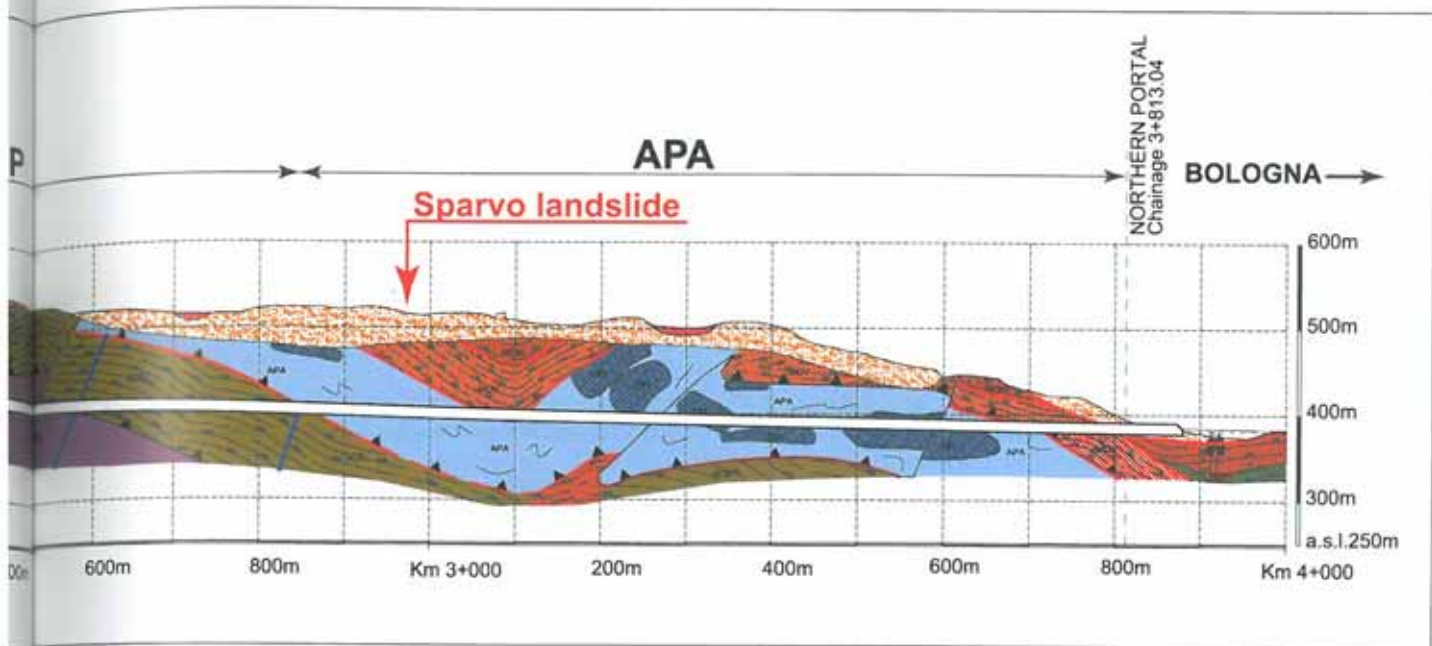 P
APA
NORTHERN PORTAL
Chainage 3+813.04
BOLOGNA
Sparvo landslide
600m
500m
400m
300m
a.s.l.250m
APA
APA
APA
APA
APA
600m
800m
Km 3+000
200m
400m
600m
800m
Km 4+000